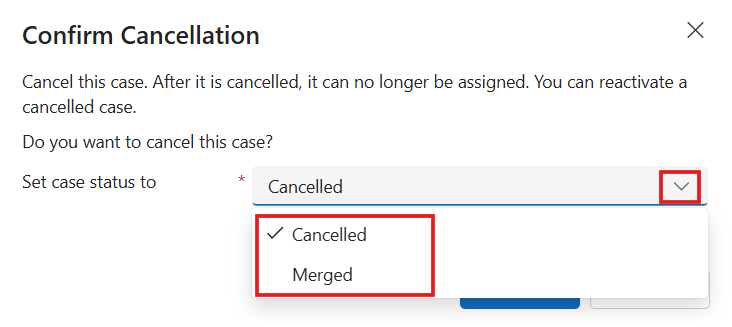 Confirm Cancellation
Cancel this case. After it is cancelled, it can no longer be assigned. You can reactivate a
cancelled case.
Do you want to cancel this case?
Set case status to * Cancelled
Cancelled
Merged